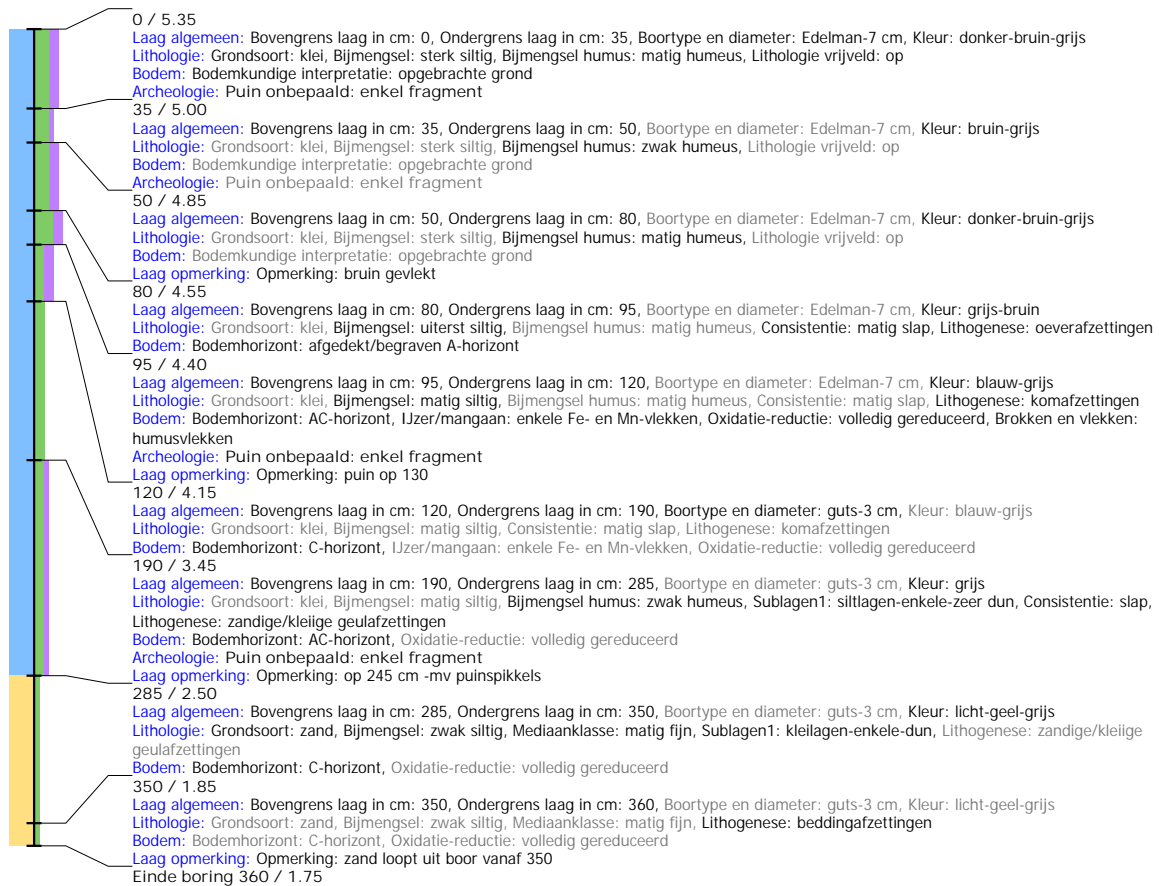 0 / 5.35
Laag algemeen: Bovengrens laag in cm: 0, Ondergrens laag in cm: 35, Boortype en diameter: Edelman-7 cm, Kleur: donker-bruin-grijs
Lithologie: Grondsoort: klei, Bijmengsel: sterk siltig, Bijmengsel humus: matig humeus, Lithologie vrijveld: op
Bodem: Bodemkundige interpretatie: opgebrachte grond
Archeologie: Puin onbepaald: enkel fragment
35 / 5.00
Laag algemeen: Bovengrens laag in cm: 35, Ondergrens laag in cm: 50, Boortype en diameter: Edelman-7 cm, Kleur: bruin-grijs
Lithologie: Grondsoort: klei, Bijmengsel: sterk siltig, Bijmengsel humus: zwak humeus, Lithologie vrijveld: op
Bodem: Bodemkundige interpretatie: opgebrachte grond
Archeologie: Puin onbepaald: enkel fragment
50 / 4.85
Laag algemeen: Bovengrens laag in cm: 50, Ondergrens laag in cm: 80, Boortype en diameter: Edelman-7 cm, Kleur: donker-bruin-grijs
Lithologie: Grondsoort: klei, Bijmengsel: sterk siltig, Bijmengsel humus: matig humeus, Lithologie vrijveld: op
Bodem: Bodemkundige interpretatie: opgebrachte grond
Laag opmerking: Opmerking: bruin gevlekt
80 / 4.55
Laag algemeen: Bovengrens laag in cm: 80, Ondergrens laag in cm: 95, Boortype en diameter: Edelman-7 cm, Kleur: grijs-bruin
Lithologie: Grondsoort: klei, Bijmengsel: uiterst siltig, Bijmengsel humus: matig humeus, Consistentie: matig slap, Lithogenese: oeverafzettingen
Bodem: Bodemhorizont: afgedekt/begraven A-horizont
95 / 4.40
Laag algemeen: Bovengrens laag in cm: 95, Ondergrens laag in cm: 120, Boortype en diameter: Edelman-7 cm, Kleur: blauw-grijs
Lithologie: Grondsoort: klei, Bijmengsel: matig siltig, Bijmengsel humus: matig humeus, Consistentie: matig slap, Lithogenese: komafzettingen
Bodem: Bodemhorizont: AC-horizont, IJzer/mangaan: enkele Fe- en Mn-vlekken, Oxidatie-reductie: volledig gereduceerd, Brokken en vlekken:
humusvlekken
Archeologie: Puin onbepaald: enkel fragment
Laag opmerking: Opmerking: puin op 130
120 / 4.15
Laag algemeen: Bovengrens laag in cm: 120, Ondergrens laag in cm: 190, Boortype en diameter: guts-3 cm, Kleur: blauw-grijs
Lithologie: Grondsoort: klei, Bijmengsel: matig siltig, Consistentie: matig slap, Lithogenese: komafzettingen
Bodem: Bodemhorizont: C-horizont, IJzer/mangaan: enkele Fe- en Mn-vlekken, Oxidatie-reductie: volledig gereduceerd
190 / 3.45
Laag algemeen: Bovengrens laag in cm: 190, Ondergrens laag in cm: 285, Boortype en diameter: guts-3 cm, Kleur: grijs
Lithologie: Grondsoort: klei, Bijmengsel: matig siltig, Bijmengsel humus: zwak humeus, Sublagen1: siltlagen-enkele-zeer dun, Consistentie: slap,
Lithogenese: zandige/kleiige geulafzettingen
Bodem: Bodemhorizont: AC-horizont, Oxidatie-reductie: volledig gereduceerd
Archeologie: Puin onbepaald: enkel fragment
Laag opmerking: Opmerking: op 245 cm -mv puinspikkels
285 / 2.50
Laag algemeen: Bovengrens laag in cm: 285, Ondergrens laag in cm: 350, Boortype en diameter: guts-3 cm, Kleur: licht-geel-grijs
Lithologie: Grondsoort: zand, Bijmengsel: zwak siltig, Mediaanklasse: matig fijn, Sublagen1: kleilagen-enkele-dun, Lithogenese: zandige/kleiige
geulafzettingen
Bodem: Bodemhorizont: C-horizont, Oxidatie-reductie: volledig gereduceerd
350 / 1.85
Laag algemeen: Bovengrens laag in cm: 350, Ondergrens laag in cm: 360, Boortype en diameter: guts-3 cm, Kleur: licht-geel-grijs
Lithologie: Grondsoort: zand, Bijmengsel: zwak siltig, Mediaanklasse: matig fijn, Lithogenese: beddingafzettingen
Bodem: Bodemhorizont: C-horizont, Oxidatie-reductie: volledig gereduceerd
Laag opmerking: Opmerking: zand loopt uit boor vanaf 350
Einde boring 360 / 1.75